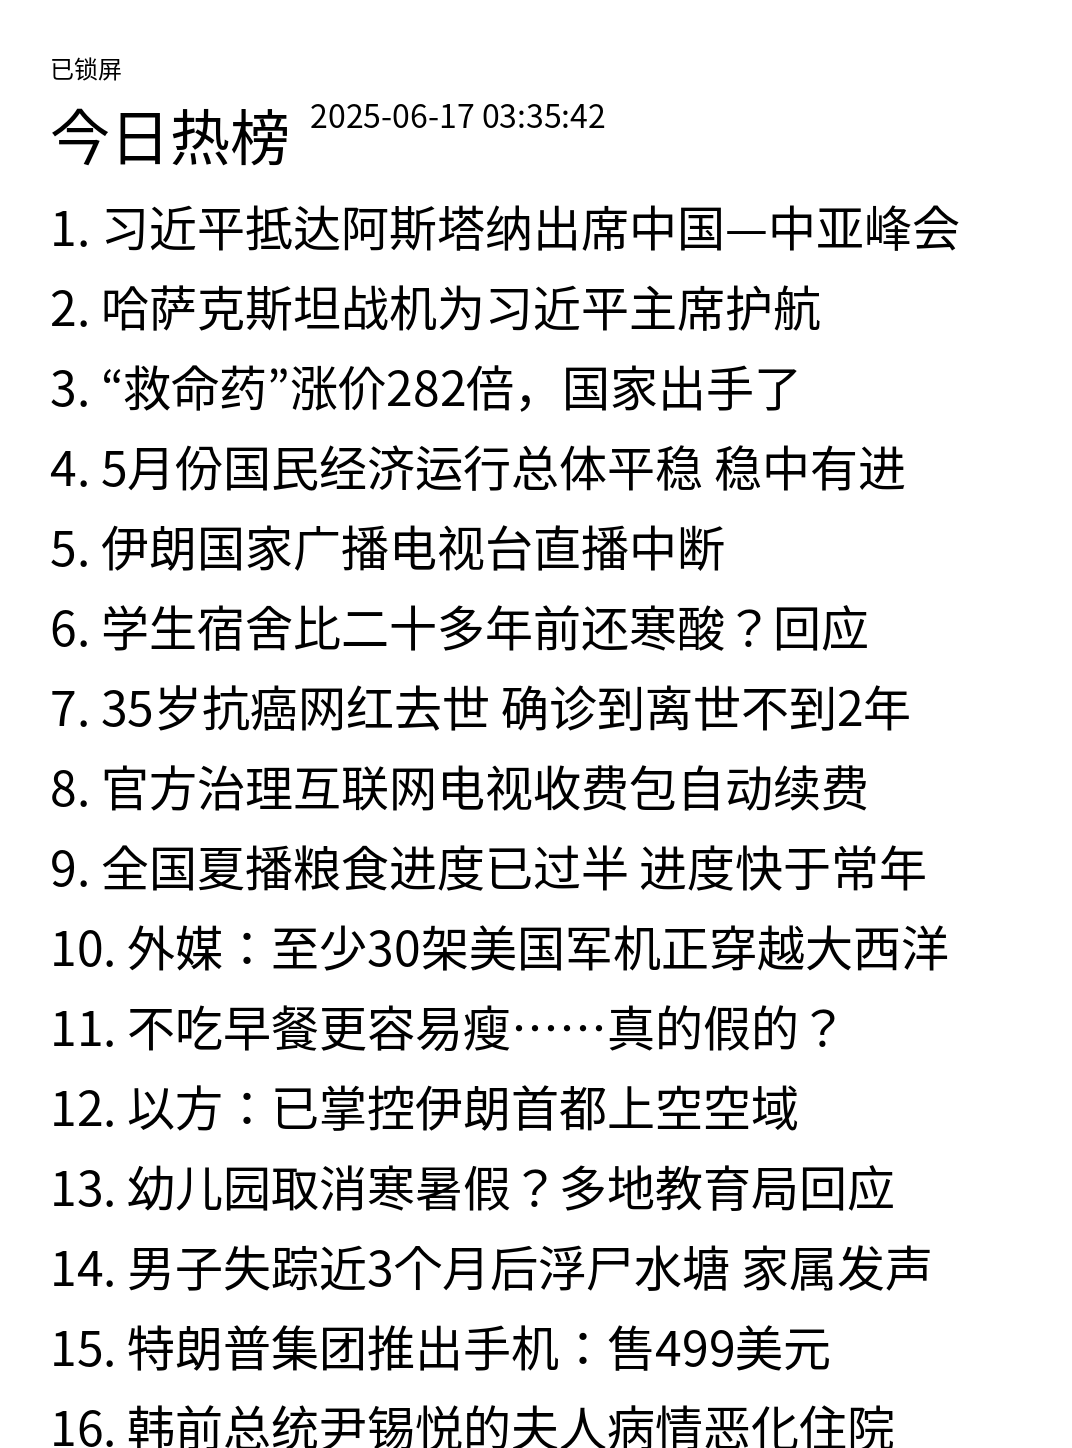 已锁屏
今日热榜 2025-06-17 03:35:42
1. 习近平抵达阿斯塔纳出席中国—中亚峰会
2. 哈萨克斯坦战机为习近平主席护航
3. “救命药”涨价282倍，国家出手了
4. 5月份国民经济运行总体平稳 稳中有进
5. 伊朗国家广播电视台直播中断
6. 学生宿舍比二十多年前还寒酸？回应
7. 35岁抗癌网红去世 确诊到离世不到2年
8. 官方治理互联网电视收费包自动续费
9. 全国夏播粮食进度已过半 进度快于常年
10. 外媒：至少30架美国军机正穿越大西洋
11. 不吃早餐更容易瘦……真的假的？
12. 以方：已掌控伊朗首都上空空域
13. 幼儿园取消寒暑假？多地教育局回应
14. 男子失踪近3个月后浮尸水塘 家属发声
15. 特朗普集团推出手机：售499美元
16. 韩前总统尹锡悦的夫人病情恶化住院